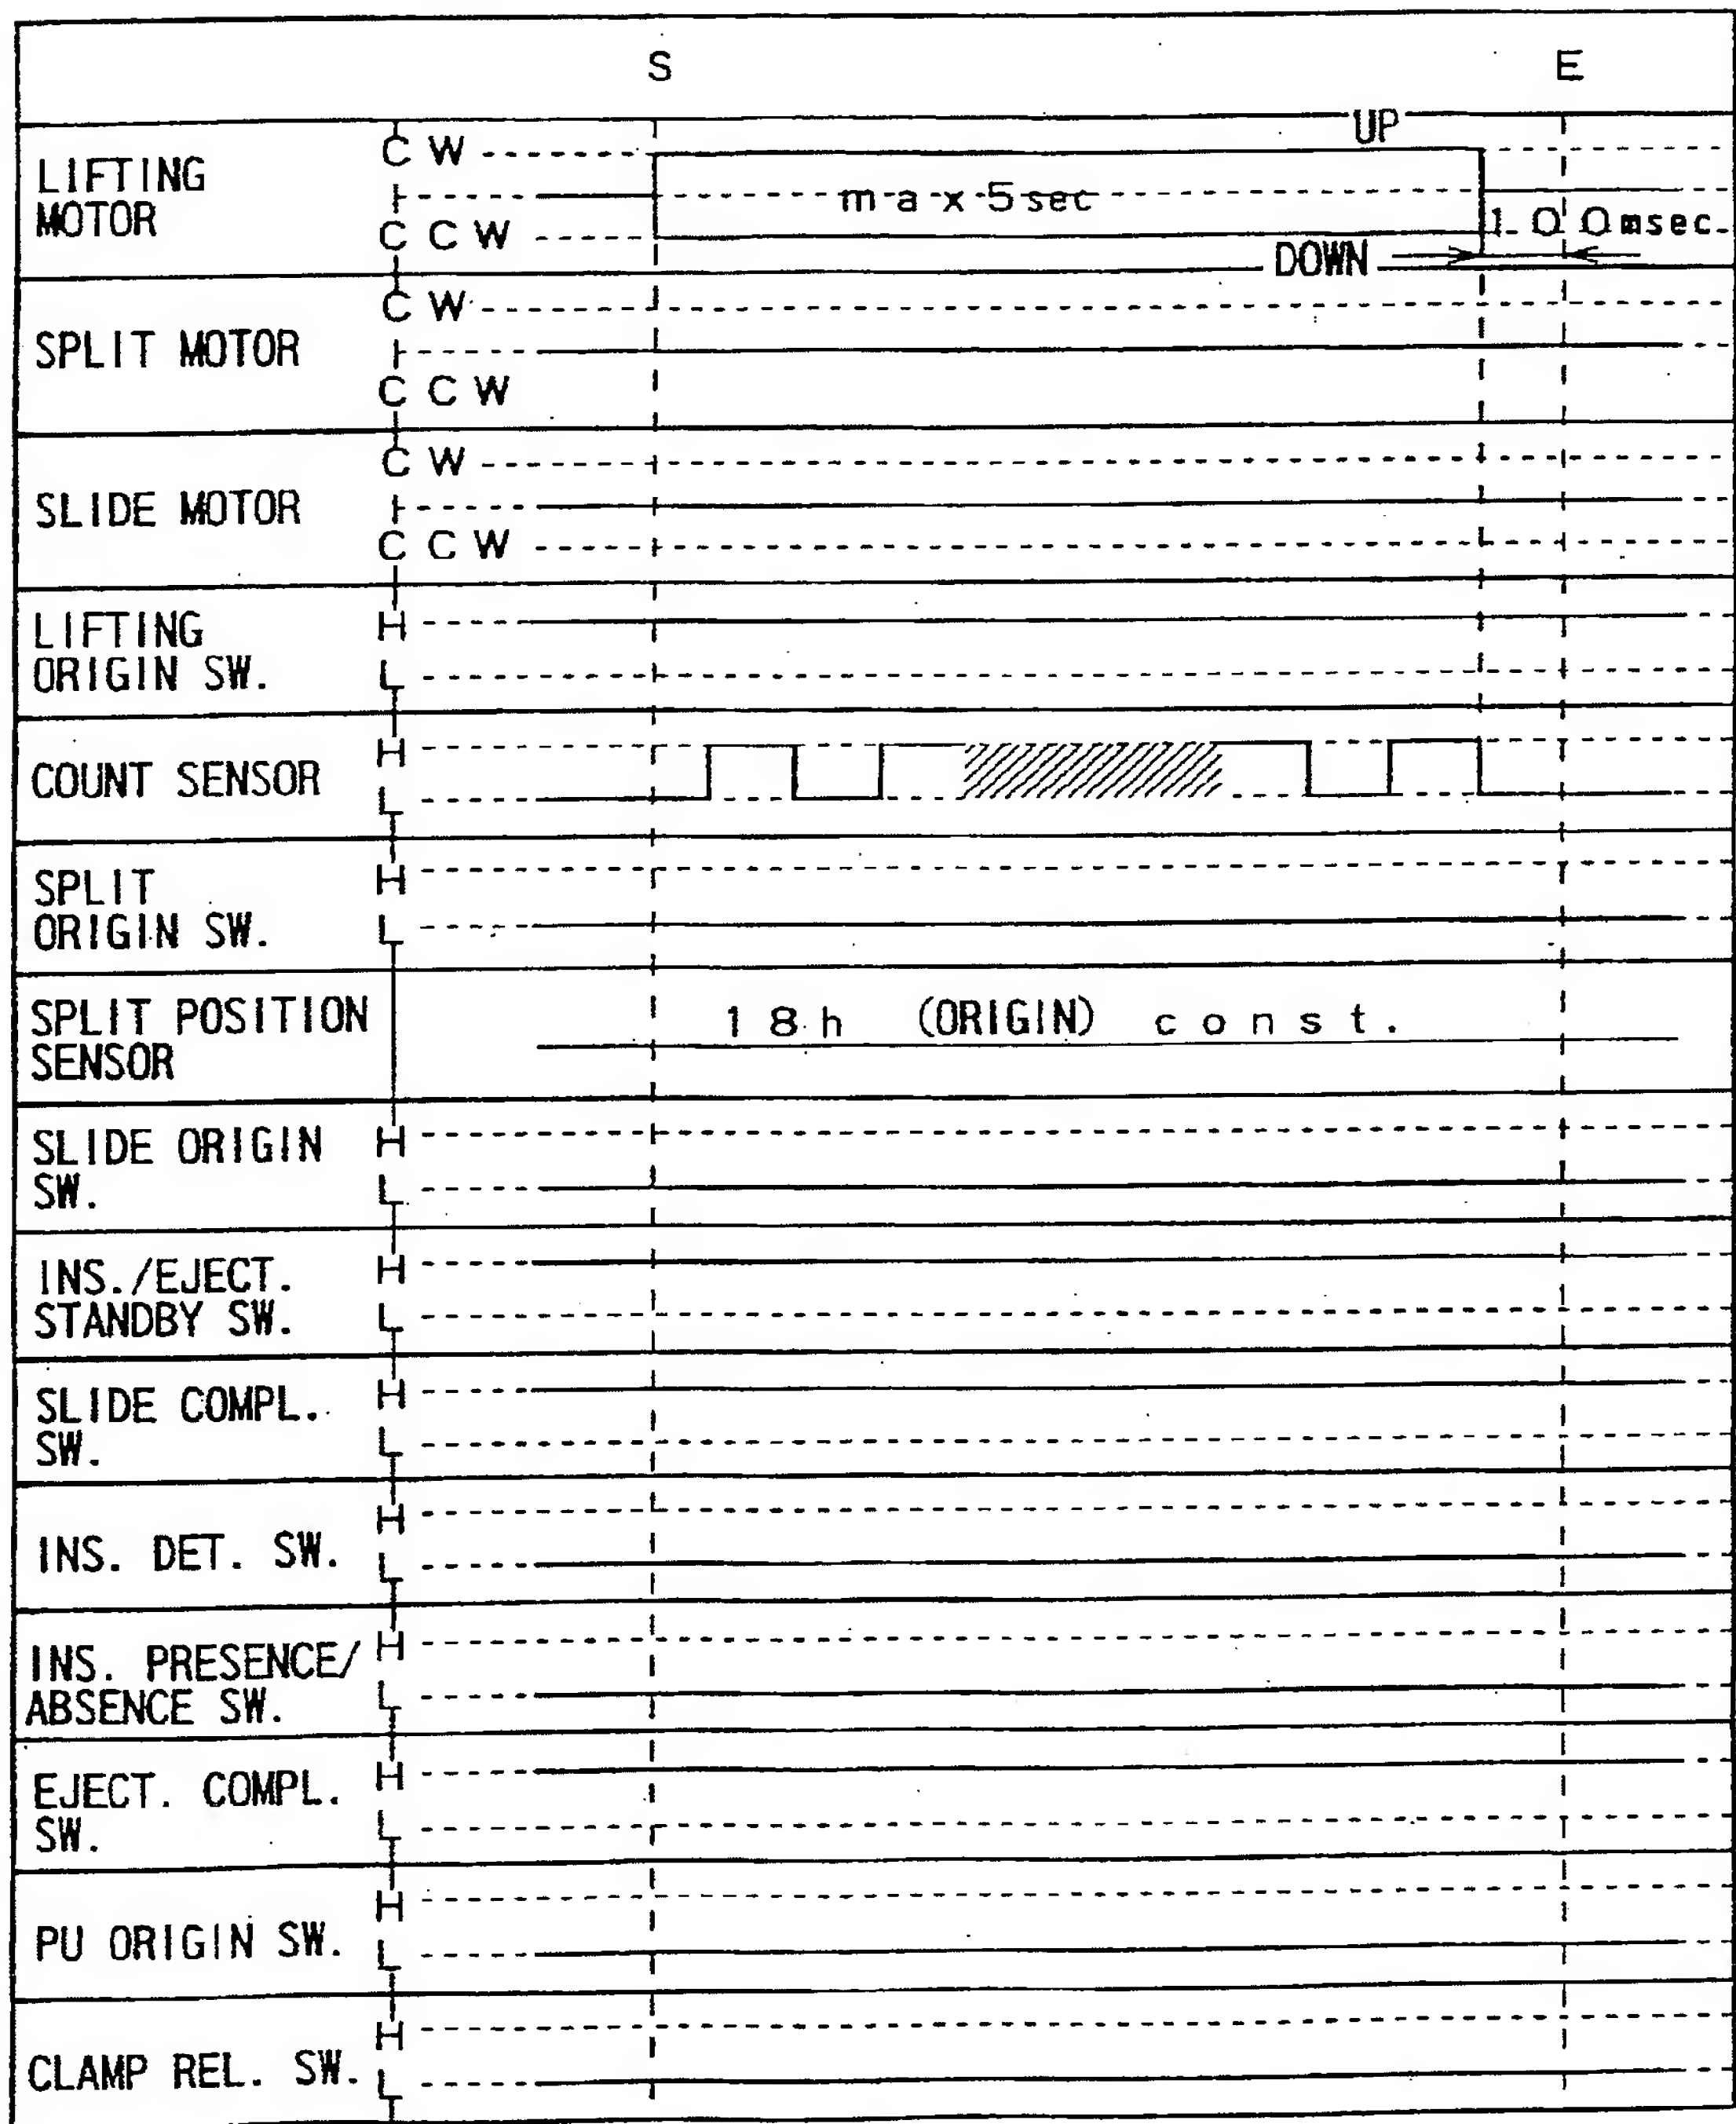 S E
UP
LIFTING
MOTOR
CW
CCW
max 5sec
100msec
DOWN
SPLIT MOTOR
CW
CCW
SLIDE MOTOR
CW
CCW
LIFTING
ORIGIN SW.
H
L
COUNT SENSOR
H
L
SPLIT
ORIGIN SW.
H
L
SPLIT POSITION
SENSOR
18h (ORIGIN) const.
SLIDE ORIGIN
SW.
H
L
INS./EJECT.
STANDBY SW.
H
L
SLIDE COMPL.
SW.
H
L
INS. DET. SW.
H
L
INS. PRESENCE/
ABSENCE SW.
H
L
EJECT. COMPL.
SW.
H
L
PU ORIGIN SW.
H
L
CLAMP REL. SW.
H
L